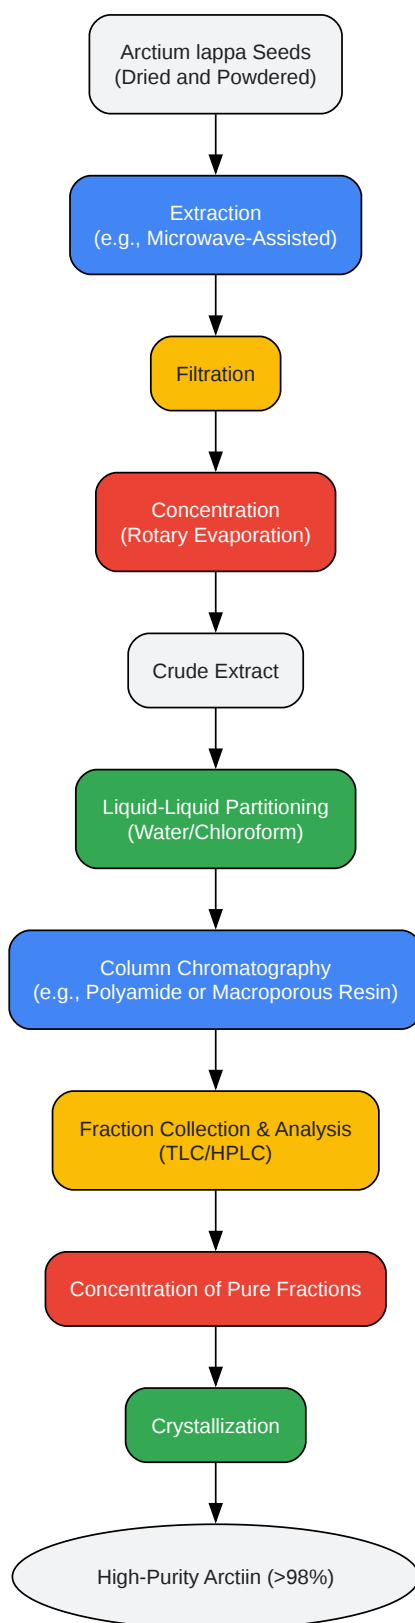 Arctium lappa Seeds
(Dried and Powdered)
Extraction
(e.g., Microwave-Assisted)
Filtration
Concentration
(Rotary Evaporation)
Crude Extract
Liquid-Liquid Partitioning
(Water/Chloroform)
Column Chromatography
(e.g., Polyamide or Macroporous Resin)
Fraction Collection & Analysis
(TLC/HPLC)
Concentration of Pure Fractions
Crystallization
High-Purity Arctiin (>98%)